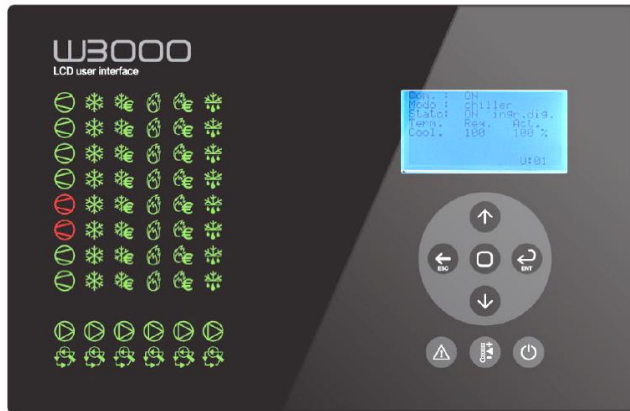 W3000
LCD user interface
Con. : ON
Modo : chiller
Stato: ON ingr.dig.
Term. Req. Act.
Cool. 100 100 %
U:01
ESC
ENT
Comm